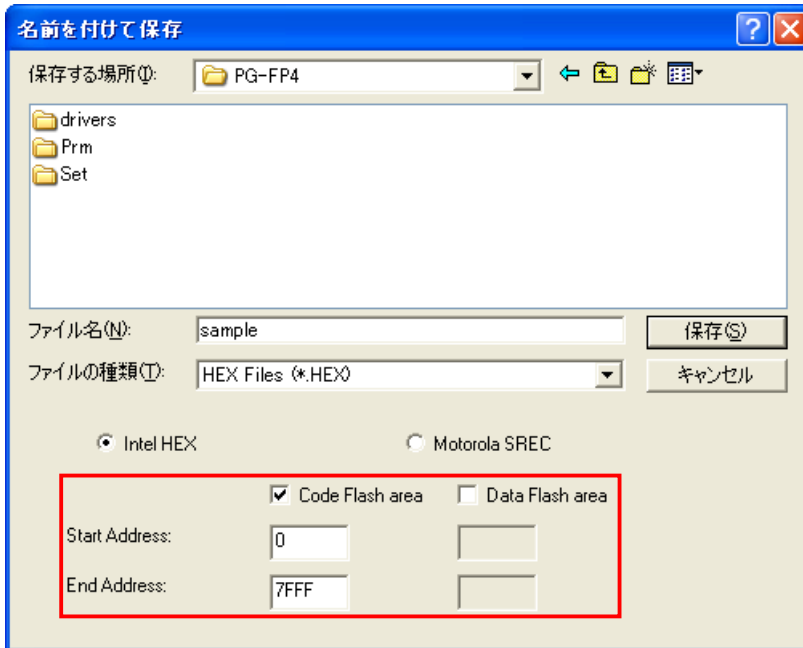 名前を付けて保存
保存する場所(I): PG-FP4
drivers
Prm
Set
ファイル名(N): sample 保存(S)
ファイルの種類(T): HEX Files (*.HEX) キャンセル
Intel HEX Motorola SREC
Code Flash area Data Flash area
Start Address: 0
End Address: 7FFF